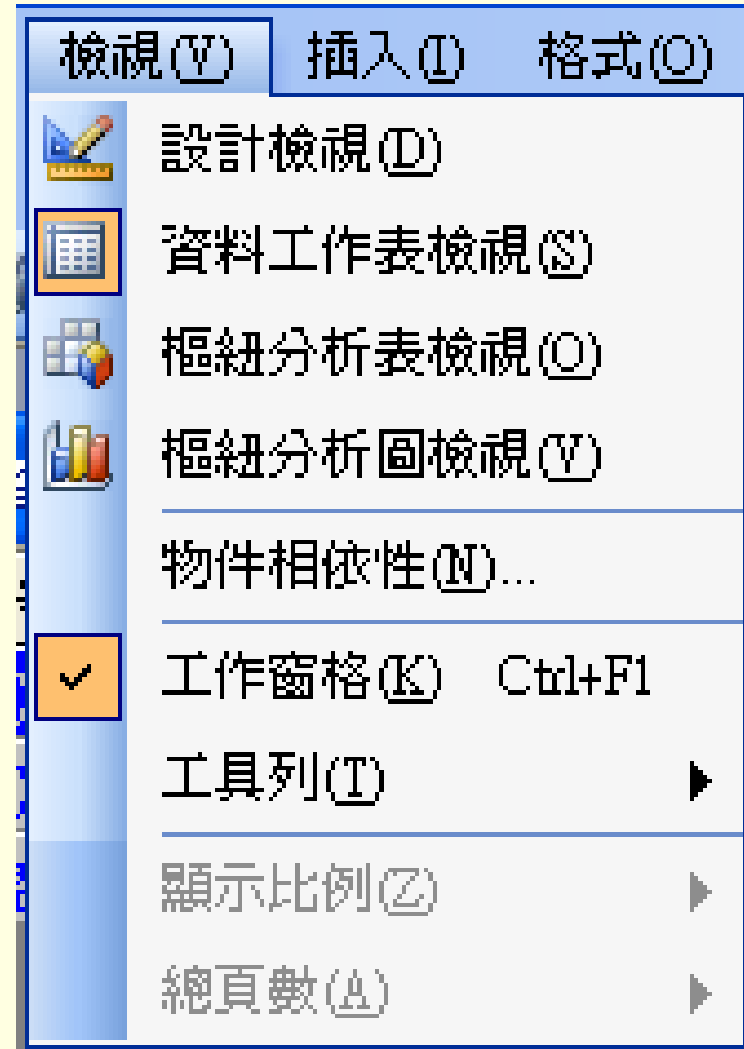 檢視(V) 插入(I) 格式(O)
設計檢視(D)
資料工作表檢視(S)
樞紐分析表檢視(O)
樞紐分析圖檢視(V)
物件相依性(N)...
工作窗格(K) Ctrl+F1
工具列(T)
顯示比例(Z)
總頁數(A)